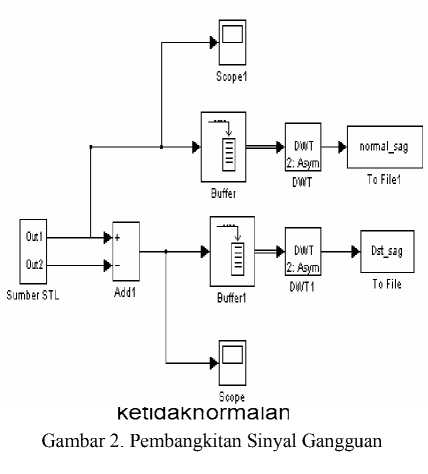 Scope1
DWT
2: Asym
normal_sag
Buffer
DWT
To File1
Out1
Out2
+
−
Sumber STL
Add1
DWT
2: Asym
Dst_sag
Buffer1
DWT1
To File
Scope
ketidaknormalan
Gambar 2. Pembangkitan Sinyal Gangguan